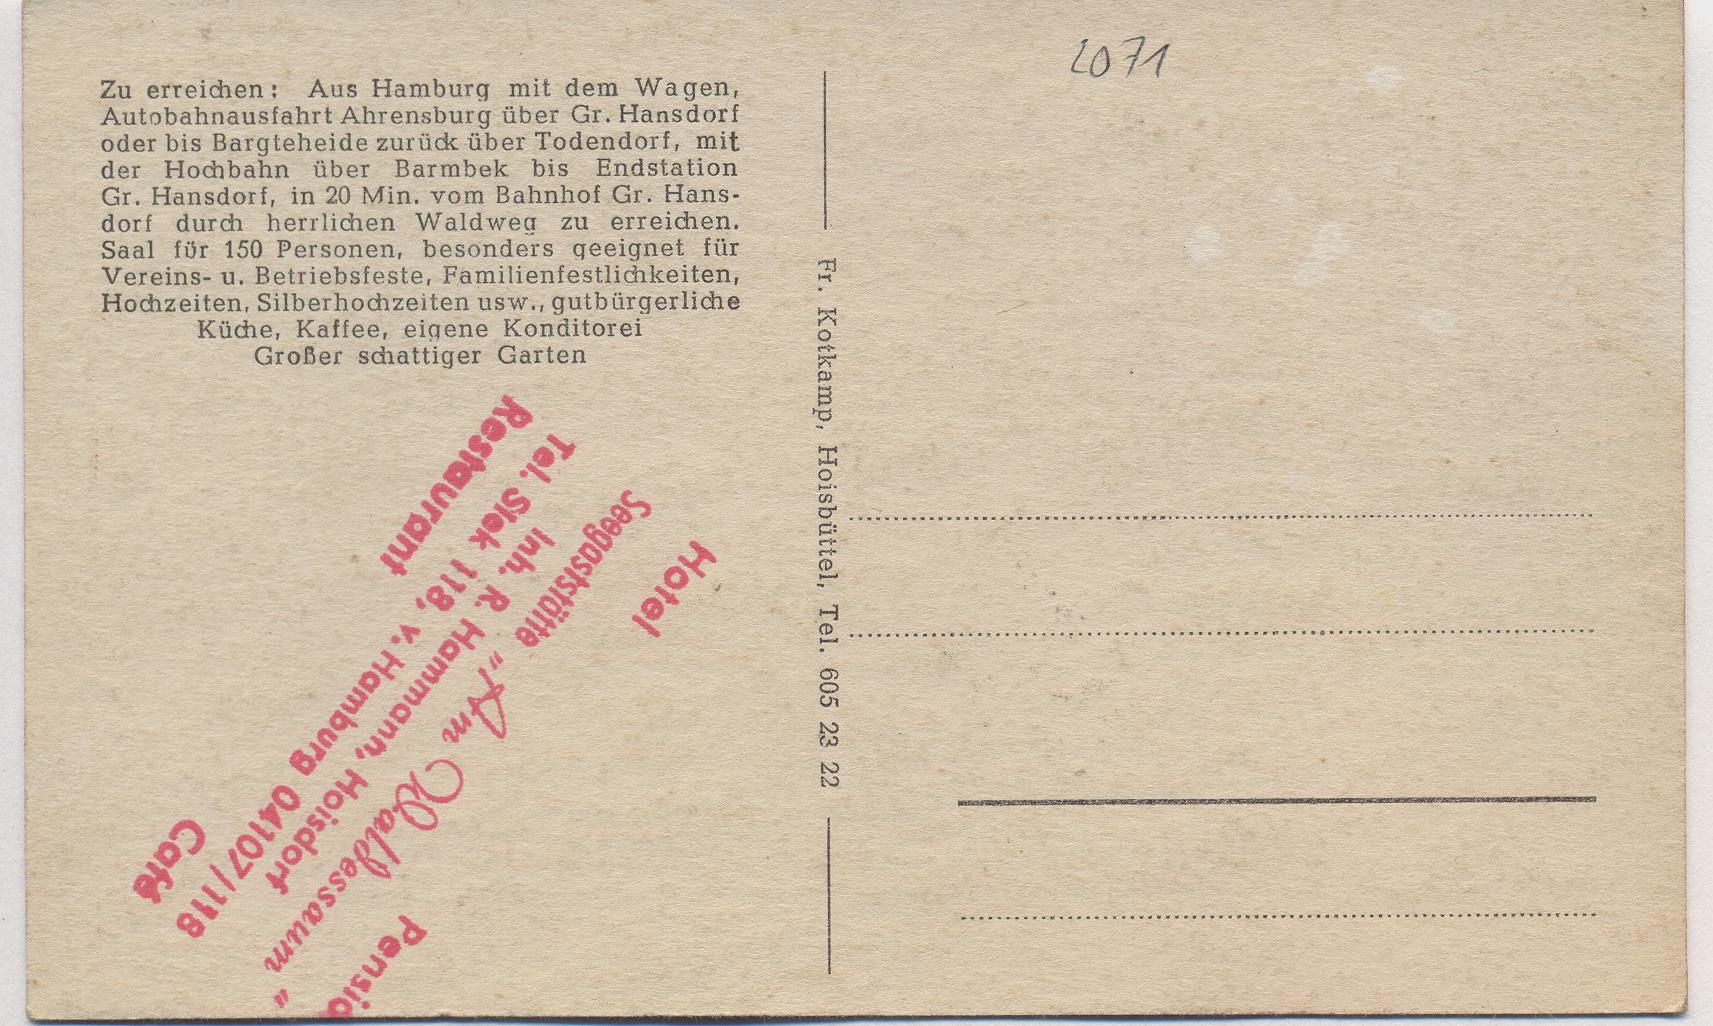 Zu erreichen: Aus Hamburg mit dem Wagen,
Autobahnausfahrt Ahrensburg über Gr. Hansdorf
oder bis Bargteheide zurück über Todendorf, mit
der Hochbahn über Barmbek bis Endstation
Gr. Hansdorf, in 20 Min. vom Bahnhof Gr. Hans-
dorf durch herrlichen Waldweg zu erreichen.
Saal für 150 Personen, besonders geeignet für
Vereins- u. Betriebsfeste, Familienfestlichkeiten,
Hochzeiten, Silberhochzeiten usw., gutbürgerliche
Küche, Kaffee, eigene Konditorei
Großer schattiger Garten
Hotel Pensio
Seegaststätte „Am Waldessaum“
Inh. R. Hammann, Hoisdorf
Tel. Siek 118, v. Hamburg 04107/118
Restaurant Café
Fr. Kotkamp, Hoisbüttel, Tel. 605 23 22
2071